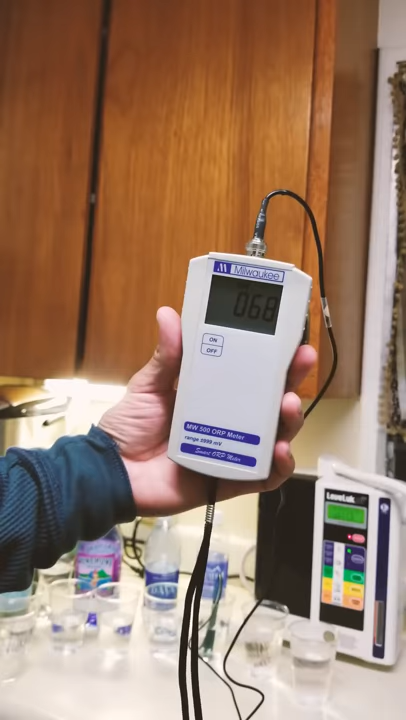 Milwaukee
068
ON
OFF
MW 500 ORP Meter
range ±999 mV
Smart ORP Meter
LeveLuk